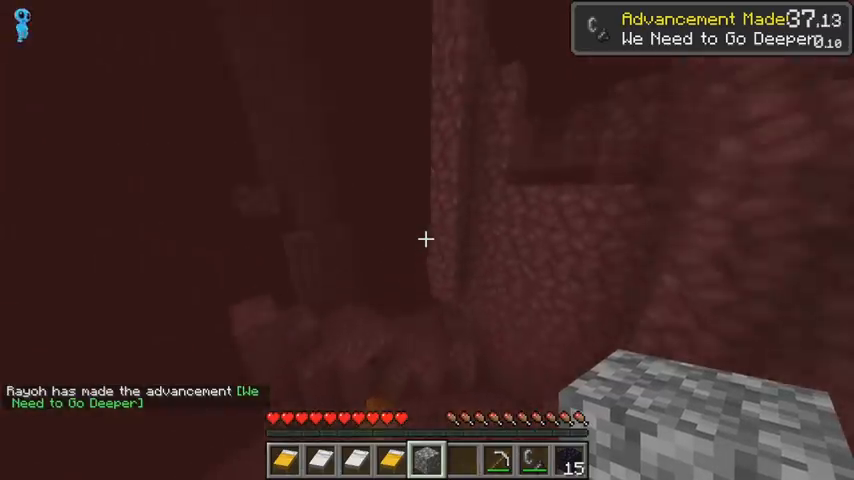 Advancement Made
37.13
We Need to Go Deeper
0.10
Rayoh has made the advancement [We
Need to Go Deeper]
15